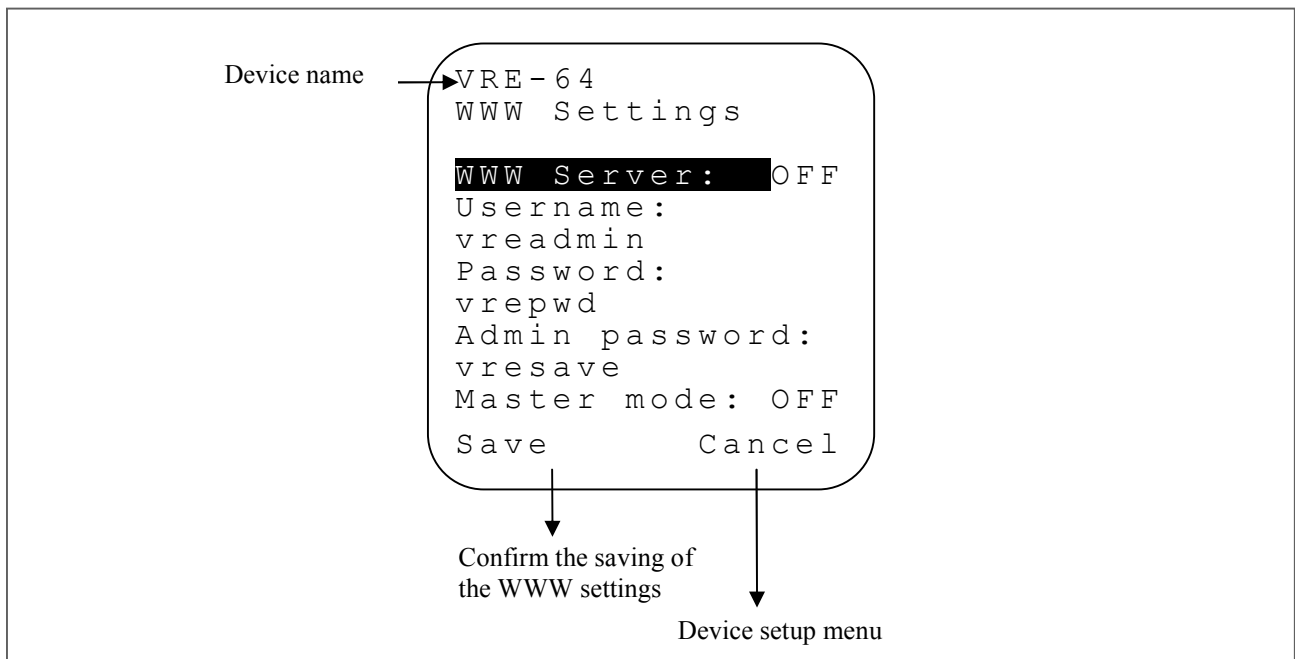 Device name
VRE-64
WWW Settings
WWW Server: OFF
Username:
vreadmin
Password:
vrepwd
Admin password:
vresave
Master mode: OFF
Save Cancel
Confirm the saving of
the WWW settings
Device setup menu